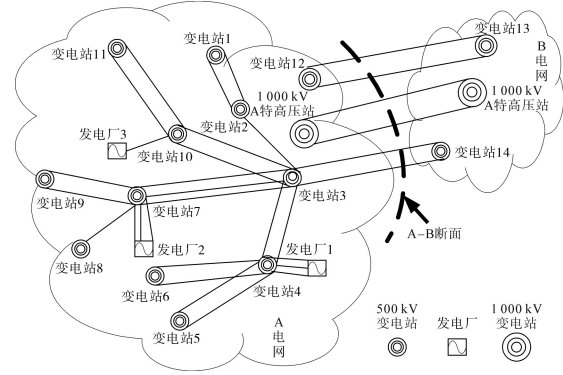 变电站11
变电站1
变电站13
B
电
网
变电站12
1 000 kV
A特高压站
1 000 kV
A特高压站
变电站2
发电厂3
变电站10
变电站14
变电站3
变电站9
变电站7
A-B断面
变电站8
发电厂2
发电厂1
变电站6
变电站4
变电站5
A
电
网
500 kV
变电站
发电厂
1 000 kV
变电站